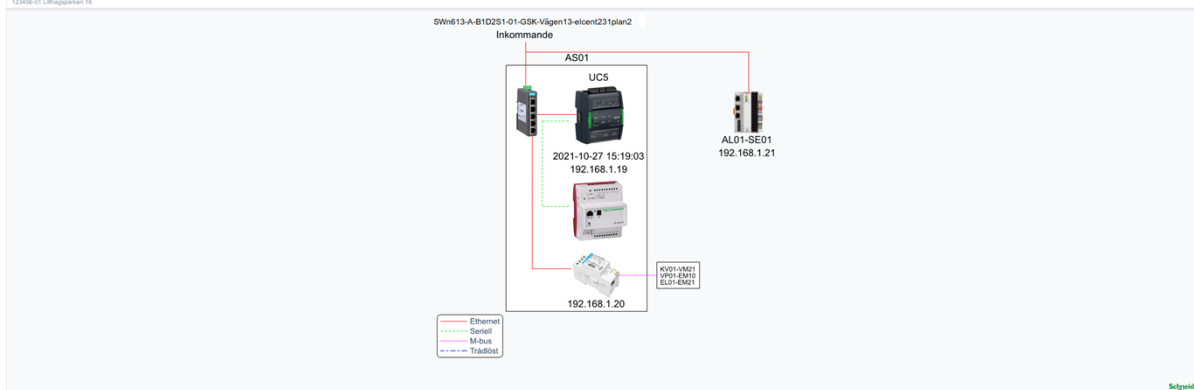 123456-01 Lillhagsparken 16
SWn613-A-B1D2S1-01-GSK-Vägen13-elcent231plan2
Inkommande
AS01
UC5
2021-10-27 15:19:03
192.168.1.19
AL01-SE01
192.168.1.21
KV01-VM21
VP01-EM10
EL01-EM21
192.168.1.20
Ethernet
Seriell
M-bus
Trådlöst
Schneid